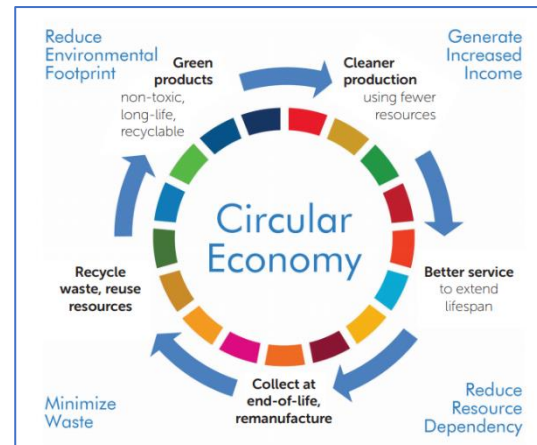 Reduce
Environmental
Footprint
Green
products
non-toxic,
long-life,
recyclable
Cleaner
production
using fewer
resources
Generate
Increased
Income
Circular
Economy
Recycle
waste, reuse
resources
Better service
to extend
lifespan
Collect at
end-of-life,
remanufacture
Minimize
Waste
Reduce
Resource
Dependency